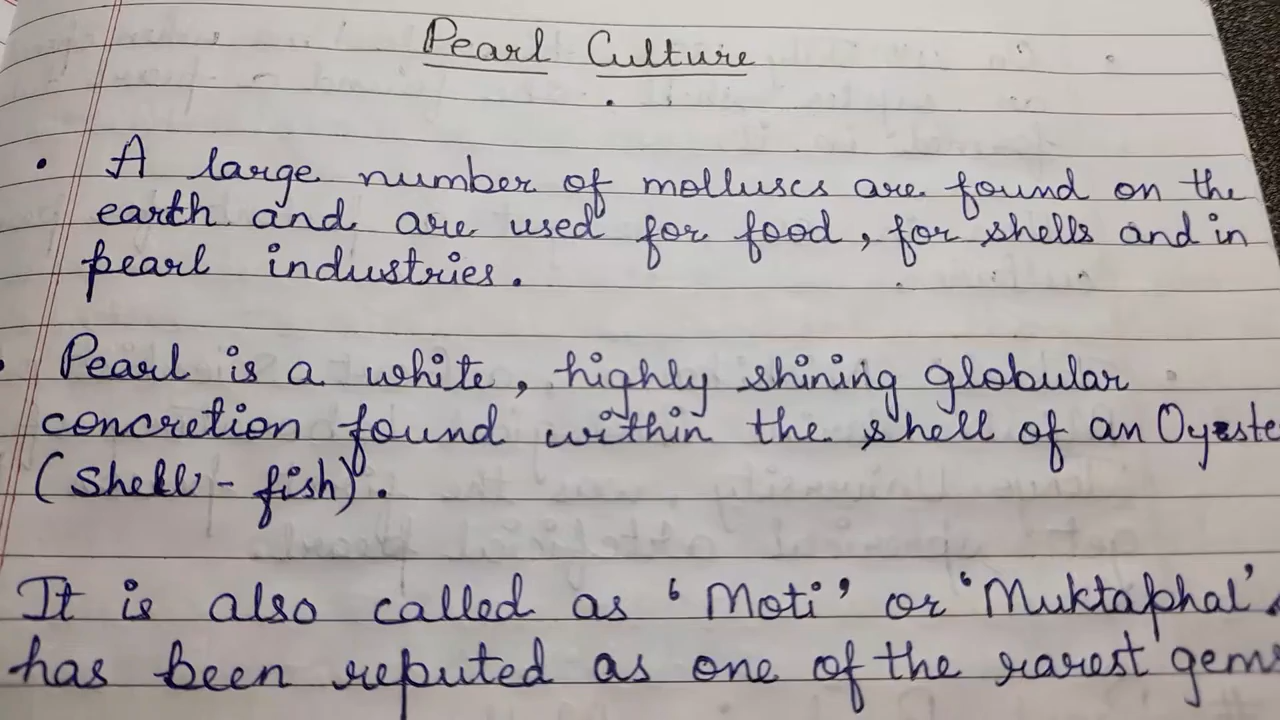 Pearl Culture
• A large number of molluscs are found on the
earth and are used for food, for shells and in
pearl industries.
Pearl is a white, highly shining globular
concretion found within the shell of an Oyste
(Shell - fish).
It is also called as 'Moti' or 'Muktaphal'.
has been reputed as one of the rarest gems